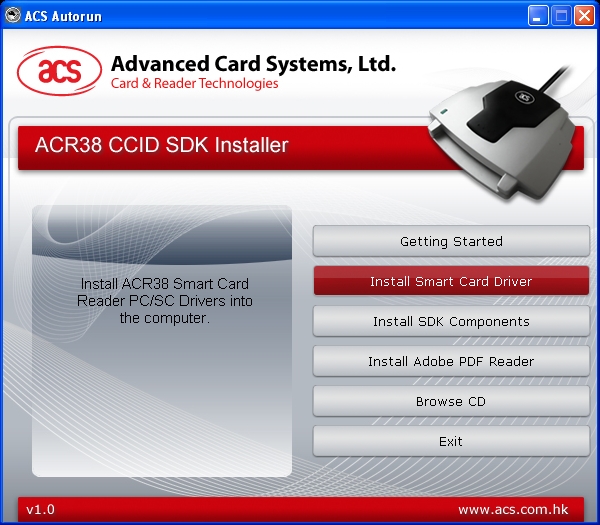 ACS Autorun
acs
Advanced Card Systems, Ltd.
Card & Reader Technologies
acs
ACR38 CCID SDK Installer
Getting Started
Install ACR38 Smart Card
Reader PC/SC Drivers into
the computer.
Install Smart Card Driver
Install SDK Components
Install Adobe PDF Reader
Browse CD
Exit
v1.0
www.acs.com.hk